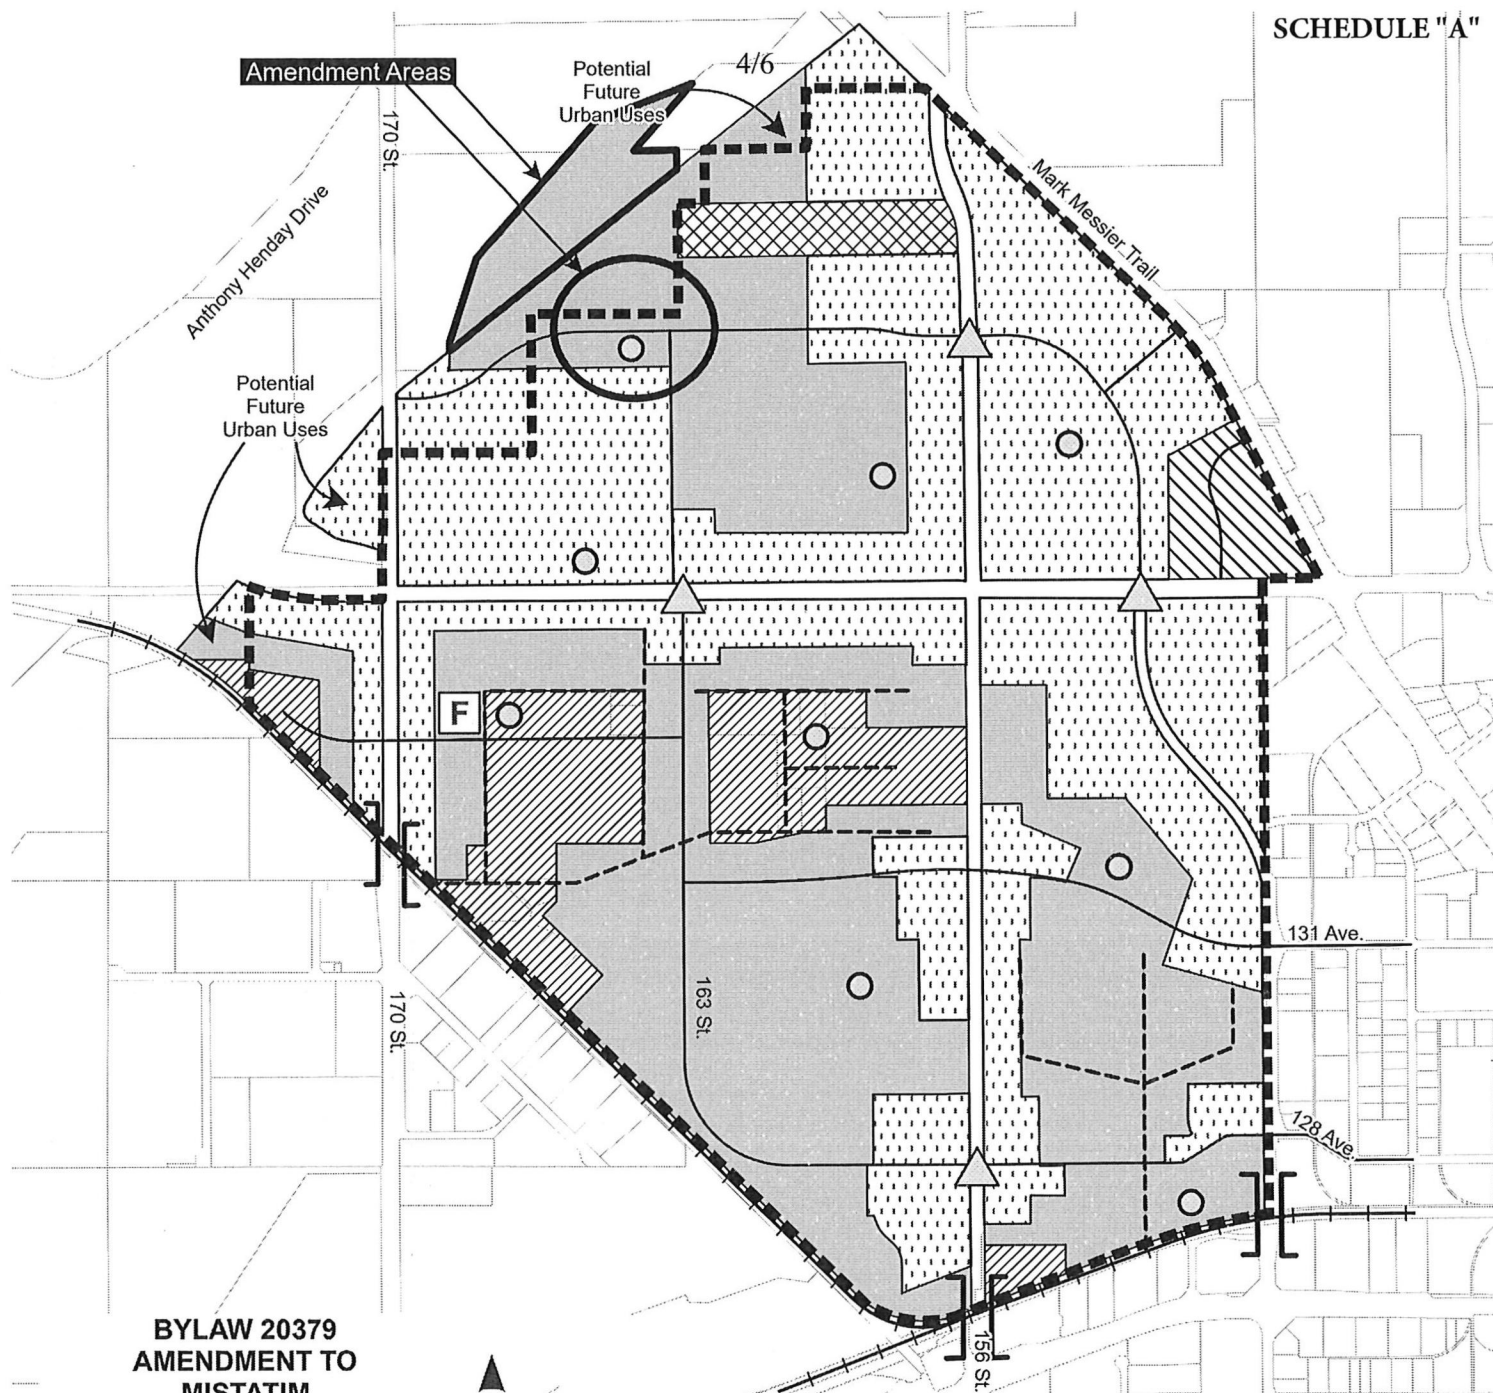 SCHEDULE "A"
4/6
Amendment Areas
Potential
Future
Urban Uses
170 St.
Mark Messier Trail
Anthony Henday Drive
Potential
Future
Urban Uses
F
131 Ave.
163 St.
170 St.
128 Ave.
156 St.
BYLAW 20379
AMENDMENT TO
MISTATIM